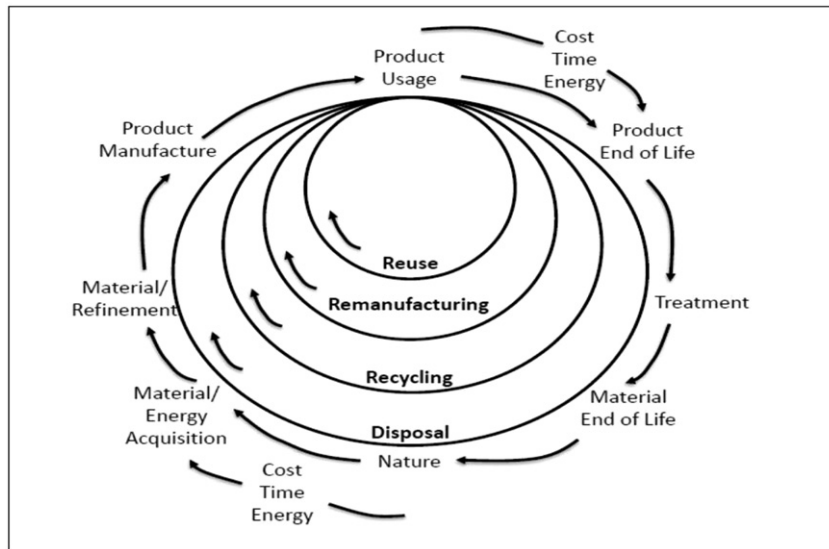 Cost
Time
Energy
Product
Usage
Product
Manufacture
Product
End of Life
Reuse
Material/
Refinement
Remanufacturing
Treatment
Recycling
Material/
Energy
Acquisition
Material
End of Life
Disposal
Nature
Cost
Time
Energy